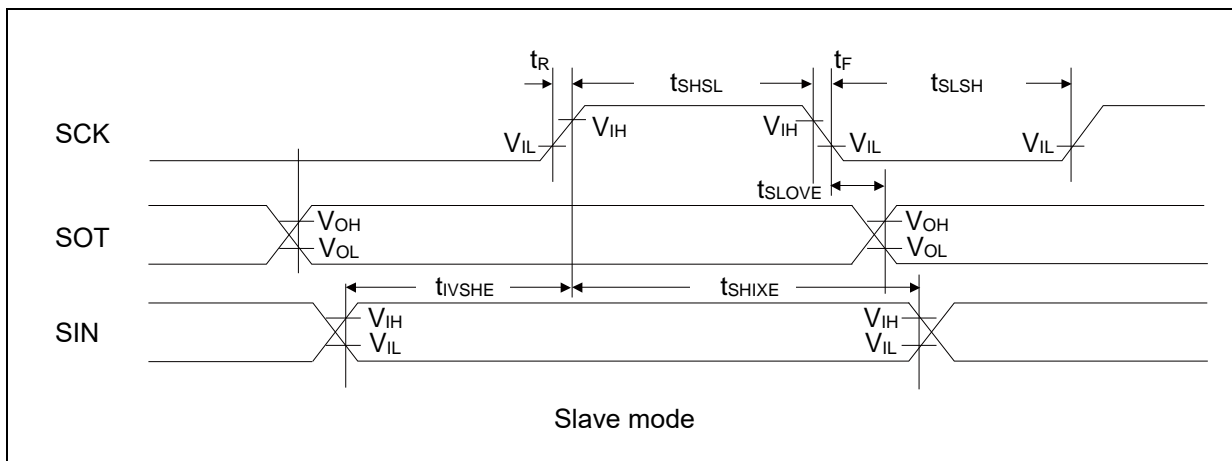 tR tSHSL tF tSLSH
SCK VIL VIH VIH VIL VIL
tSLOVE
SOT VOH VOL VOH VOL
tIVSHE tSHIXE
SIN VIH VIL VIH VIL
Slave mode